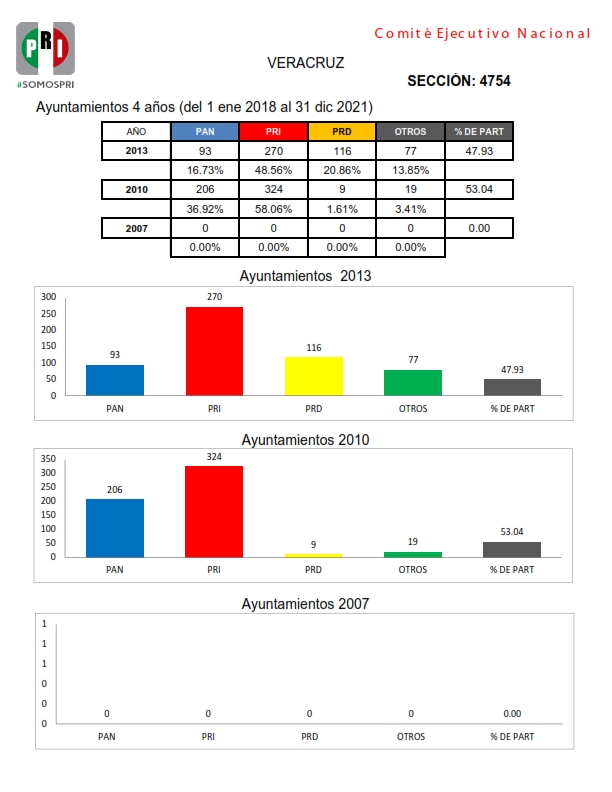 Comité Ejecutivo Nacional
PRI
#SOMOSPRI
VERACRUZ
SECCIÓN: 4754
Ayuntamientos 4 años (del 1 ene 2018 al 31 dic 2021)
AÑO PAN PRI PRD OTROS % DE PART
2013 93 270 116 77 47.93
16.73% 48.56% 20.86% 13.85%
2010 206 324 9 19 53.04
36.92% 58.06% 1.61% 3.41%
2007 0 0 0 0 0.00
0.00% 0.00% 0.00% 0.00%
Ayuntamientos 2013
300
250
200
150
100
50
0
93 270 116 77 47.93
PAN PRI PRD OTROS % DE PART
Ayuntamientos 2010
350
300
250
200
150
100
50
0
206 324 9 19 53.04
PAN PRI PRD OTROS % DE PART
Ayuntamientos 2007
1
1
1
0
0
0
0 0 0 0 0.00
PAN PRI PRD OTROS % DE PART